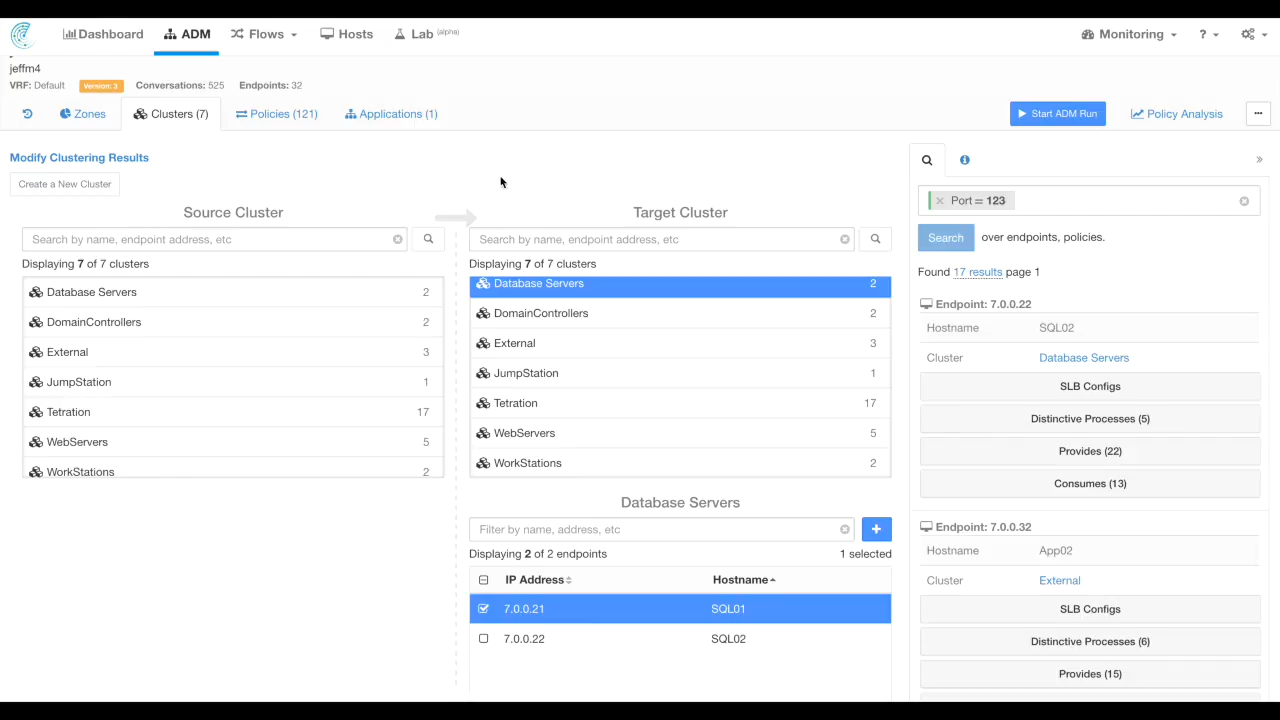 Dashboard ADM Flows Hosts Lab (alpha) Monitoring ?
jeffm4
VRF: Default Version: 3 Conversations: 525 Endpoints: 32
Zones Clusters (7) Policies (121) Applications (1) Start ADM Run Policy Analysis
Modify Clustering Results
Create a New Cluster
Source Cluster
Search by name, endpoint address, etc
Displaying 7 of 7 clusters
Database Servers 2
DomainControllers 2
External 3
JumpStation 1
Tetration 17
WebServers 5
WorkStations 2
Target Cluster
Search by name, endpoint address, etc
Displaying 7 of 7 clusters
Database Servers 2
DomainControllers 2
External 3
JumpStation 1
Tetration 17
WebServers 5
WorkStations 2
Database Servers
Filter by name, address, etc
Displaying 2 of 2 endpoints 1 selected
IP Address Hostname
7.0.0.21 SQL01
7.0.0.22 SQL02
Port = 123
Search over endpoints, policies.
Found 17 results page 1
Endpoint: 7.0.0.22
Hostname SQL02
Cluster Database Servers
SLB Configs
Distinctive Processes (5)
Provides (22)
Consumes (13)
Endpoint: 7.0.0.32
Hostname App02
Cluster External
SLB Configs
Distinctive Processes (6)
Provides (15)